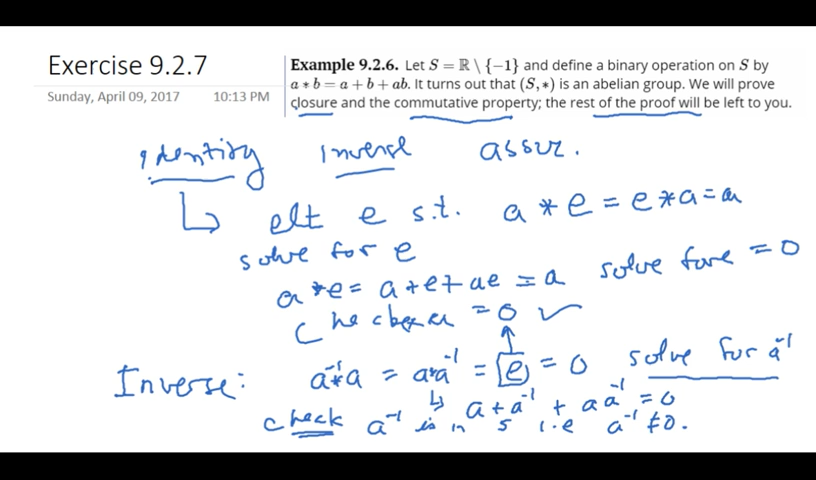 Exercise 9.2.7
Sunday, April 09, 2017 10:13 PM
Example 9.2.6. Let S = ℝ \ {−1} and define a binary operation on S by
a * b = a + b + ab. It turns out that (S, *) is an abelian group. We will prove
closure and the commutative property; the rest of the proof will be left to you.
Identity Inverse assoc.
↳ elt e s.t. a * e = e * a = a
solve for e
a * e = a + e + ae = a solve for e = 0
Check = 0 ✓
Inverse: a⁻¹ * a = a * a⁻¹ = e = 0 solve for a⁻¹
↳ a + a⁻¹ + a a⁻¹ = 0
check a⁻¹ is in S i.e a⁻¹ ≠ 0.